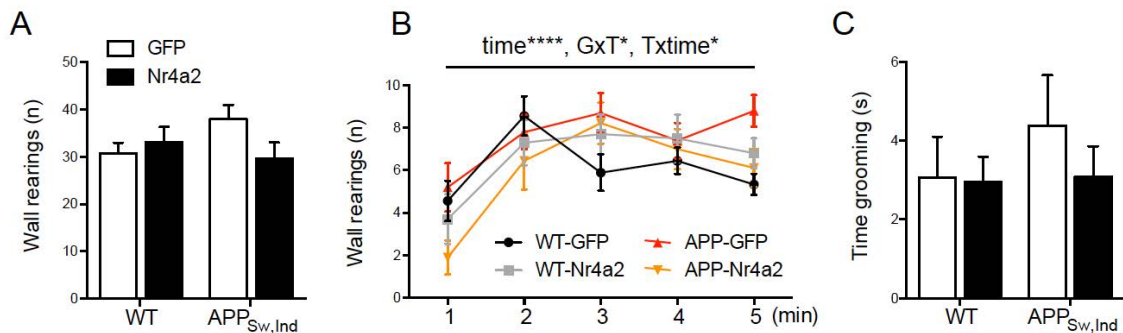 A
GFP
Nr4a2
Wall rearings (n)
50
40
30
20
10
0
WT
APPSw,Ind
B
time****, GxT*, Txtime*
Wall rearings (n)
10
8
6
4
2
0
WT-GFP
APP-GFP
WT-Nr4a2
APP-Nr4a2
1 2 3 4 5 (min)
C
Time grooming (s)
6
4
2
0
WT
APPSw,Ind